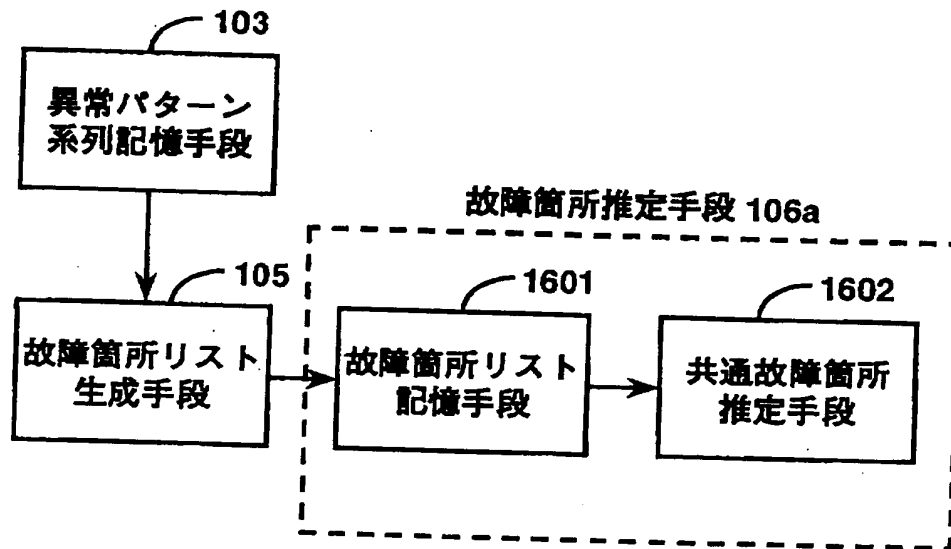 103
異常パターン
系列記憶手段
故障箇所推定手段 106a
105
故障箇所リスト
生成手段
1601
故障箇所リスト
記憶手段
1602
共通故障箇所
推定手段